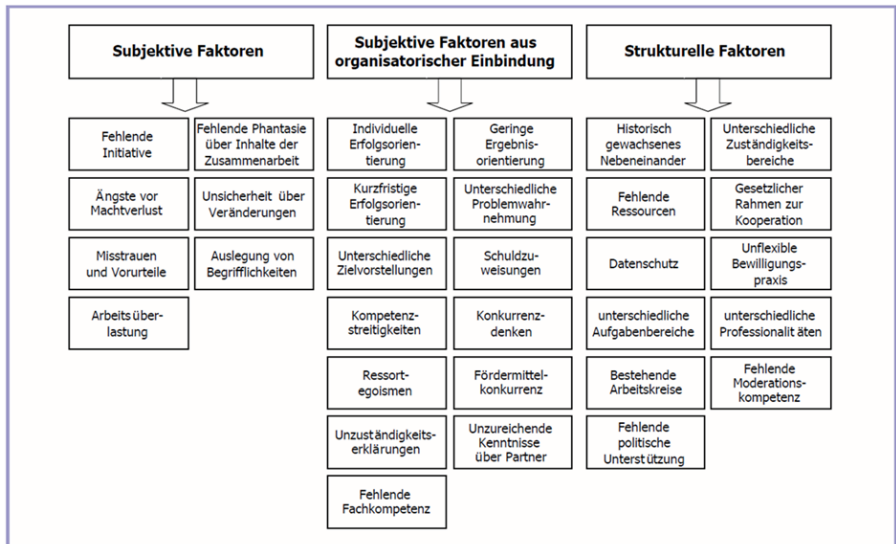 Subjektive Faktoren
Subjektive Faktoren aus
organisatorischer Einbindung
Strukturelle Faktoren
Fehlende
Initiative
Fehlende Phantasie
über Inhalte der
Zusammenarbeit
Ängste vor
Machtverlust
Unsicherheit über
Veränderungen
Misstrauen
und Vorurteile
Auslegung von
Begrifflichkeiten
Arbeitsüber-
lastung
Individuelle
Erfolgsorien-
tierung
Geringe
Ergebnis-
orientierung
Kurzfristige
Erfolgsorien-
tierung
Unterschiedliche
Problemwahr-
nehmung
Unterschiedliche
Zielvorstellungen
Schuldzu-
weisungen
Kompetenz-
streitigkeiten
Konkurrenz-
denken
Ressort-
egoismen
Fördermittel-
konkurrenz
Unzuständigkeits-
erklärungen
Unzureichende
Kenntnisse
über Partner
Fehlende
Fachkompetenz
Historisch
gewachsenes
Nebeneinander
Unterschiedliche
Zuständigkeits-
bereiche
Fehlende
Ressourcen
Gesetzlicher
Rahmen zur
Kooperation
Datenschutz
Unflexible
Bewilligungs-
praxis
unterschiedliche
Aufgabenbereiche
unterschiedliche
Professionalitäten
Bestehende
Arbeitskreise
Fehlende
Moderations-
kompetenz
Fehlende
politische
Unterstützung